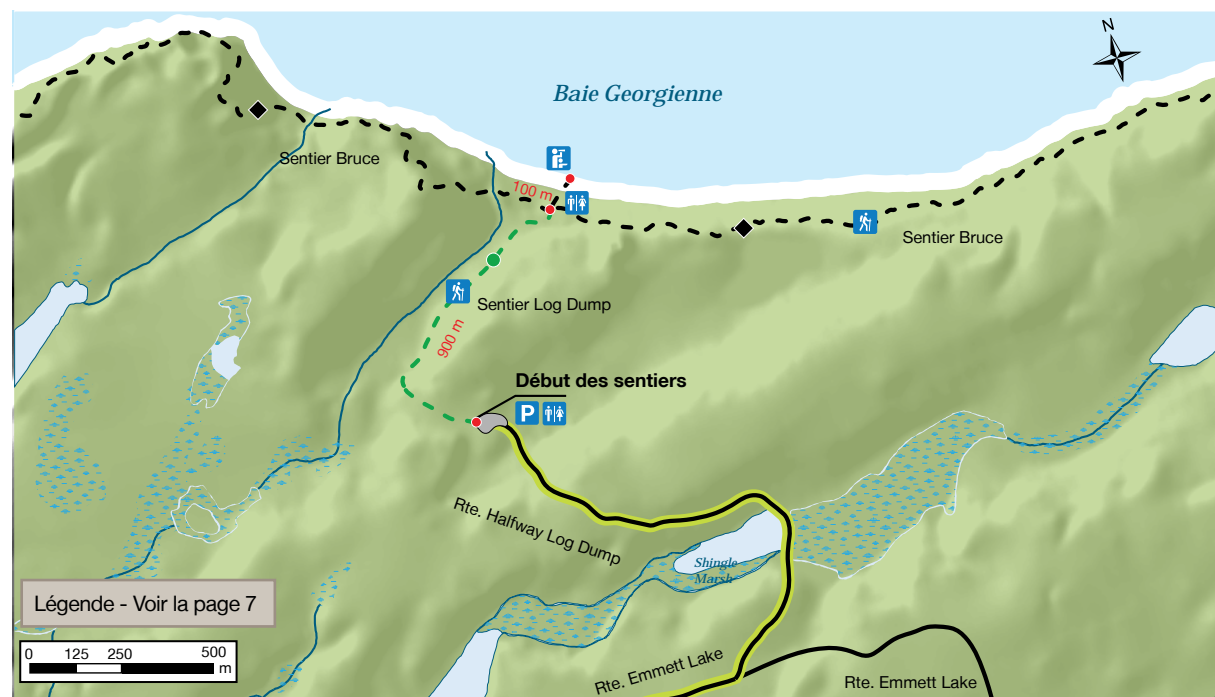 N
Baie Georgienne
Sentier Bruce
100 m
Sentier Bruce
Sentier Log Dump
900 m
Début des sentiers
P
Rte. Halfway Log Dump
Shingle
Marsh
Légende - Voir la page 7
0 125 250 500
m
Rte. Emmett Lake
Rte. Emmett Lake